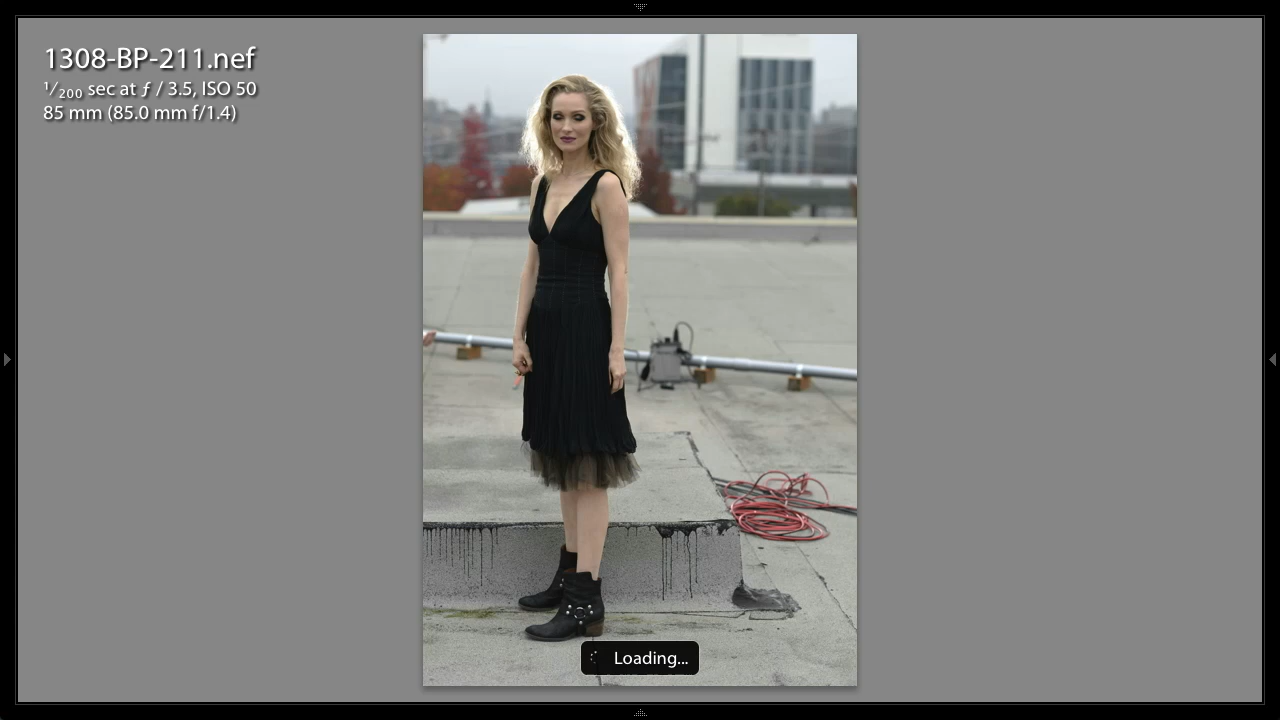 1308-BP-211.nef
1/200 sec at ƒ / 3.5, ISO 50
85 mm (85.0 mm f/1.4)
Loading...